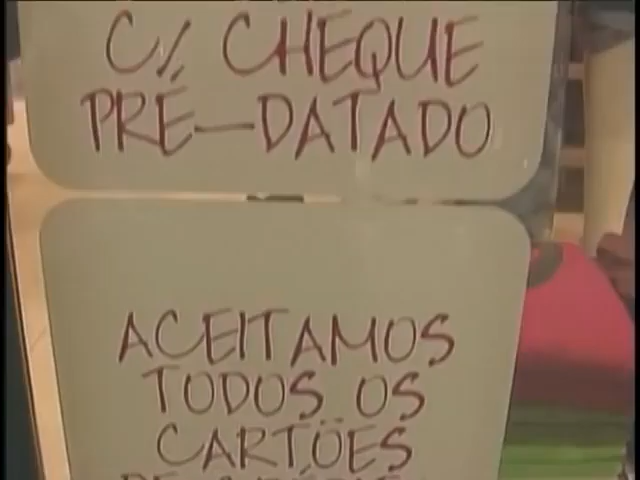 C/ CHEQUE
PRÉ-DATADO
ACEITAMOS
TODOS OS
CARTÕES